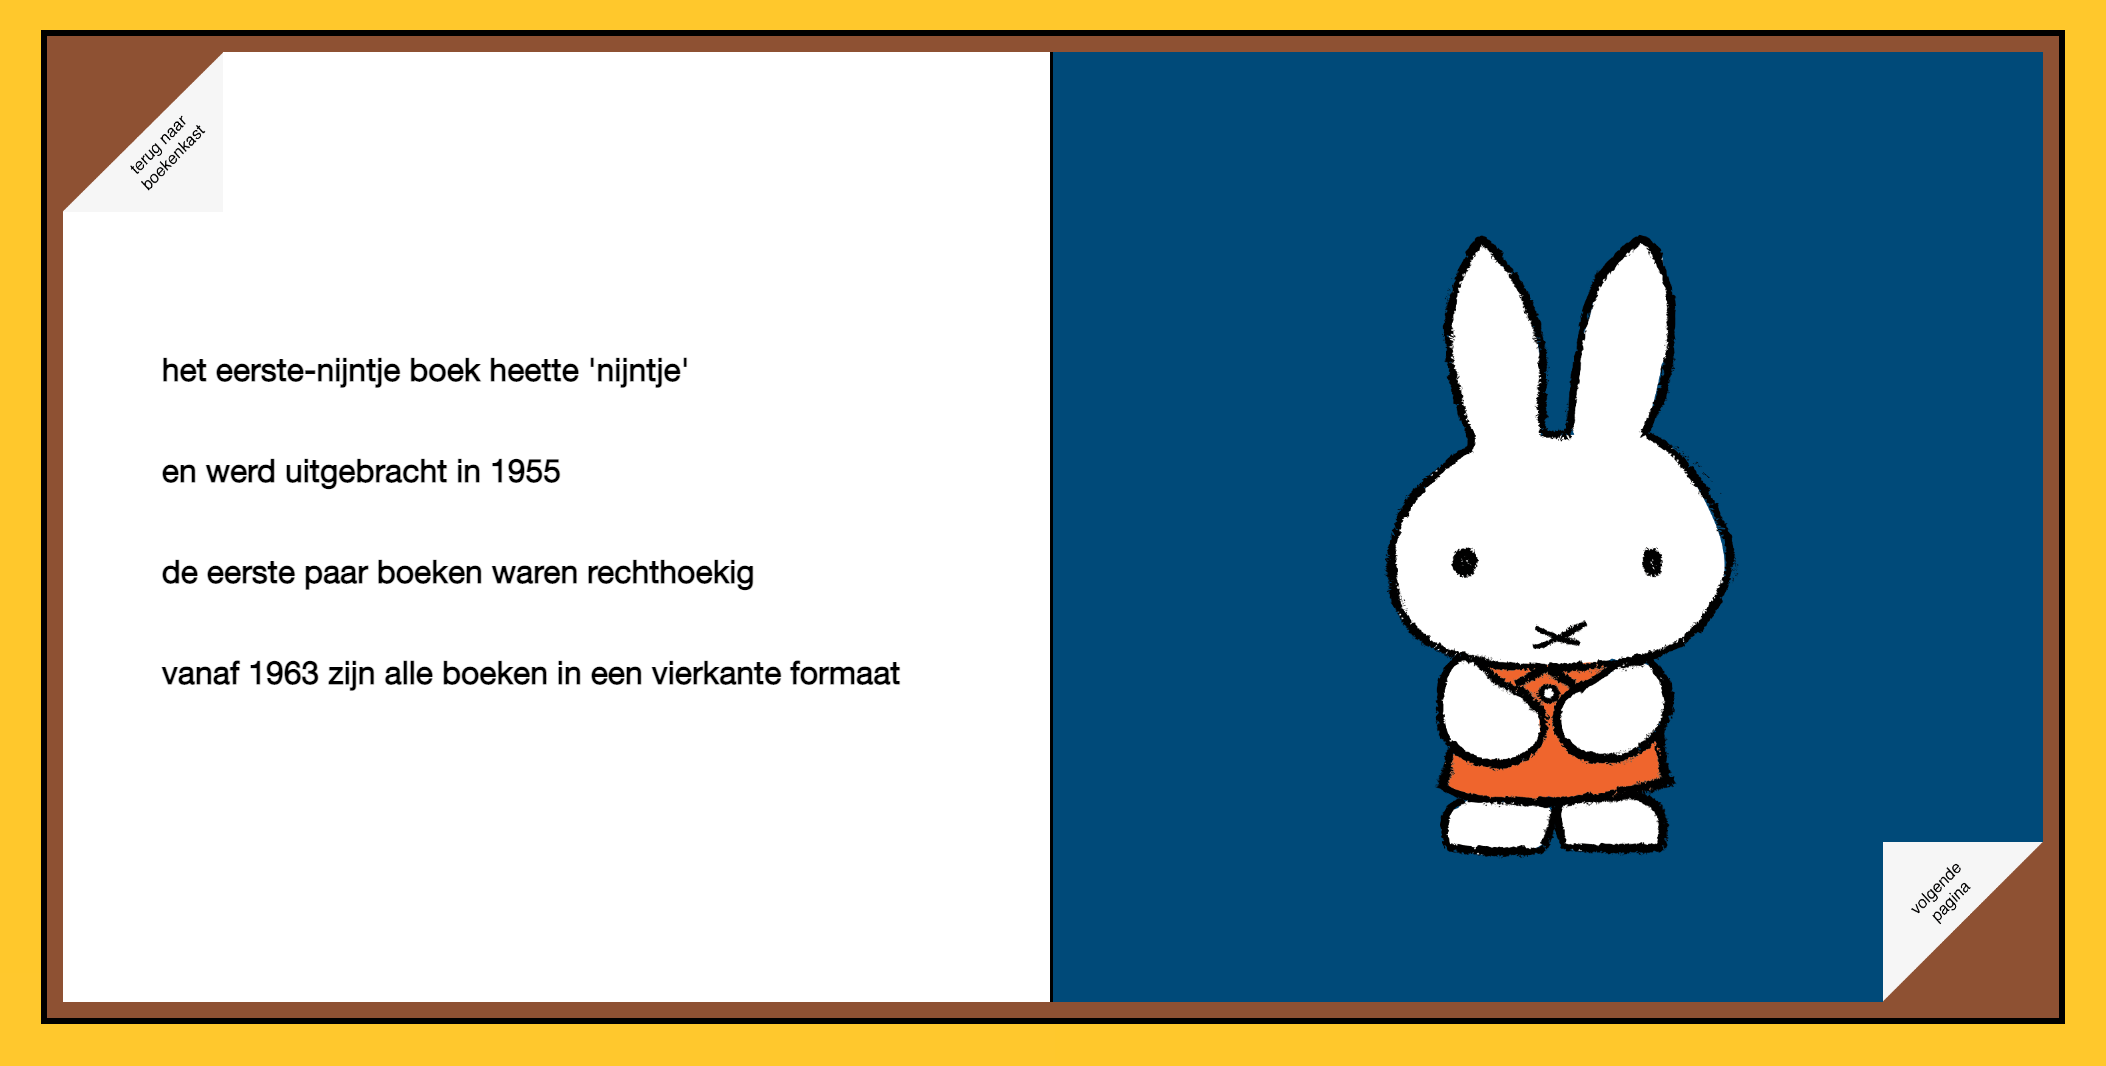 terug naar
boekenkast
het eerste-nijntje boek heette 'nijntje'
en werd uitgebracht in 1955
de eerste paar boeken waren rechthoekig
vanaf 1963 zijn alle boeken in een vierkante formaat
volgende
pagina